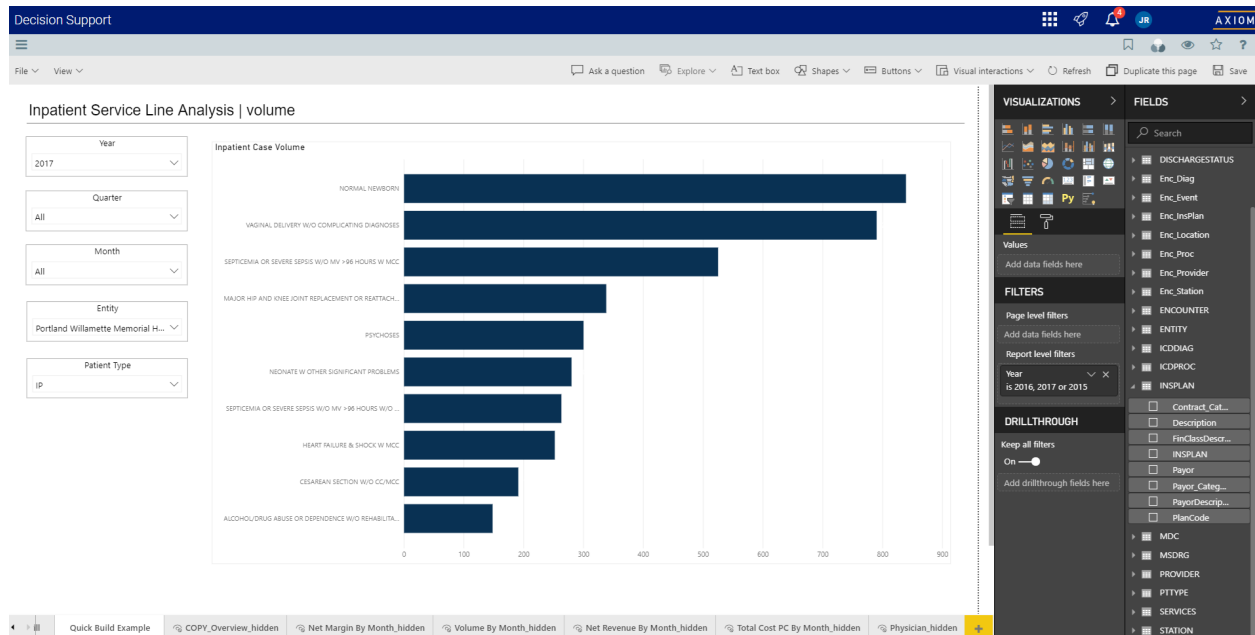 Decision Support
4
JR
AXIOM
?
File
View
Ask a question
Explore
Text box
Shapes
Buttons
Visual interactions
Refresh
Duplicate this page
Save
Inpatient Service Line Analysis | volume
Year
2017
Quarter
All
Month
All
Entity
Portland Willamette Memorial H...
Patient Type
IP
Inpatient Case Volume
NORMAL NEWBORN
VAGINAL DELIVERY W/O COMPLICATING DIAGNOSES
SEPTICEMIA OR SEVERE SEPSIS W/O MV >96 HOURS W MCC
MAJOR HIP AND KNEE JOINT REPLACEMENT OR REATTACH...
PSYCHOSES
NEONATE W OTHER SIGNIFICANT PROBLEMS
SEPTICEMIA OR SEVERE SEPSIS W/O MV >96 HOURS W/O ...
HEART FAILURE & SHOCK W MCC
CESAREAN SECTION W/O CC/MCC
ALCOHOL/DRUG ABUSE OR DEPENDENCE W/O REHABILITA...
0 100 200 300 400 500 600 700 800 900
VISUALIZATIONS
Py
Values
Add data fields here
FILTERS
Page level filters
Add data fields here
Report level filters
Year
is 2016, 2017 or 2015
DRILLTHROUGH
Keep all filters
On
Add drillthrough fields here
FIELDS
Search
DISCHARGESTATUS
Enc_Diag
Enc_Event
Enc_InsPlan
Enc_Location
Enc_Proc
Enc_Provider
Enc_Station
ENCOUNTER
ENTITY
ICDDIAG
ICDPROC
INSPLAN
Contract_Cat...
Description
FinClassDescr...
INSPLAN
Payor
Payor_Categ...
PayorDescrip...
PlanCode
MDC
MSDRG
PROVIDER
PTTYPE
SERVICES
STATION
Quick Build Example
COPY_Overview_hidden
Net Margin By Month_hidden
Volume By Month_hidden
Net Revenue By Month_hidden
Total Cost PC By Month_hidden
Physician_hidden
+